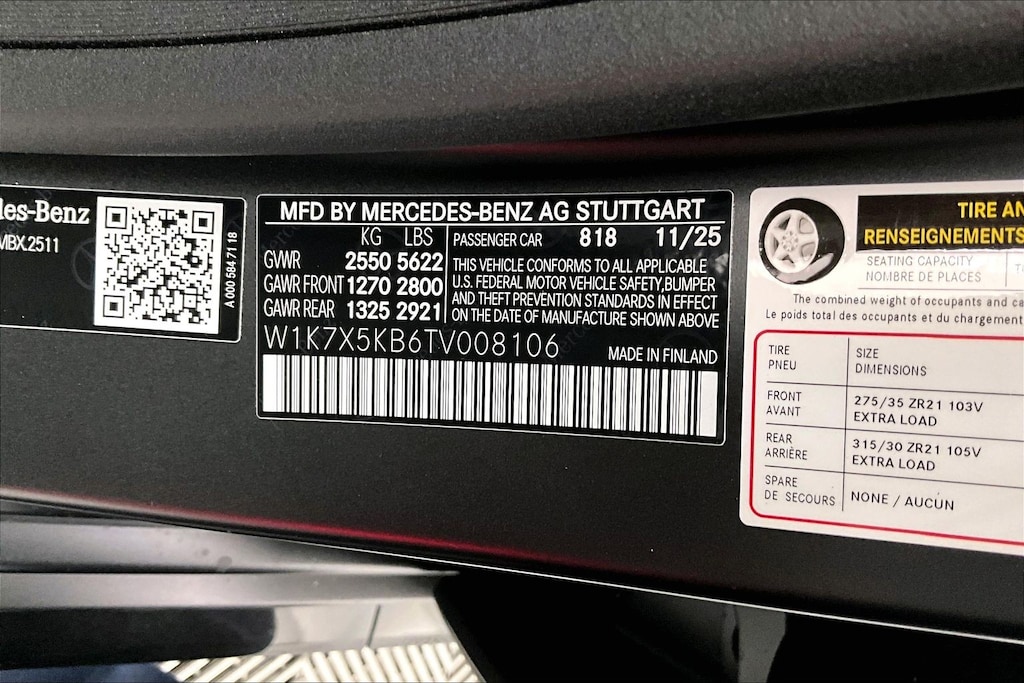 des-Benz
MBX.2511
A 000 584 71 18
MFD BY MERCEDES-BENZ AG STUTTGART
KG LBS
GVWR 2550 5622
GAWR FRONT 1270 2800
GAWR REAR 1325 2921
PASSENGER CAR 818 11/25
THIS VEHICLE CONFORMS TO ALL APPLICABLE
U.S. FEDERAL MOTOR VEHICLE SAFETY,BUMPER
AND THEFT PREVENTION STANDARDS IN EFFECT
ON THE DATE OF MANUFACTURE SHOWN ABOVE
W1K7X5KB6TV008106
MADE IN FINLAND
TIRE AN
RENSEIGNEMENTS
SEATING CAPACITY
NOMBRE DE PLACES
The combined weight of occupants and ca
Le poids total des occupants et du chargement
TIRE
PNEU
SIZE
DIMENSIONS
FRONT
AVANT
275/35 ZR21 103V
EXTRA LOAD
REAR
ARRIÈRE
315/30 ZR21 105V
EXTRA LOAD
SPARE
DE SECOURS
NONE / AUCUN